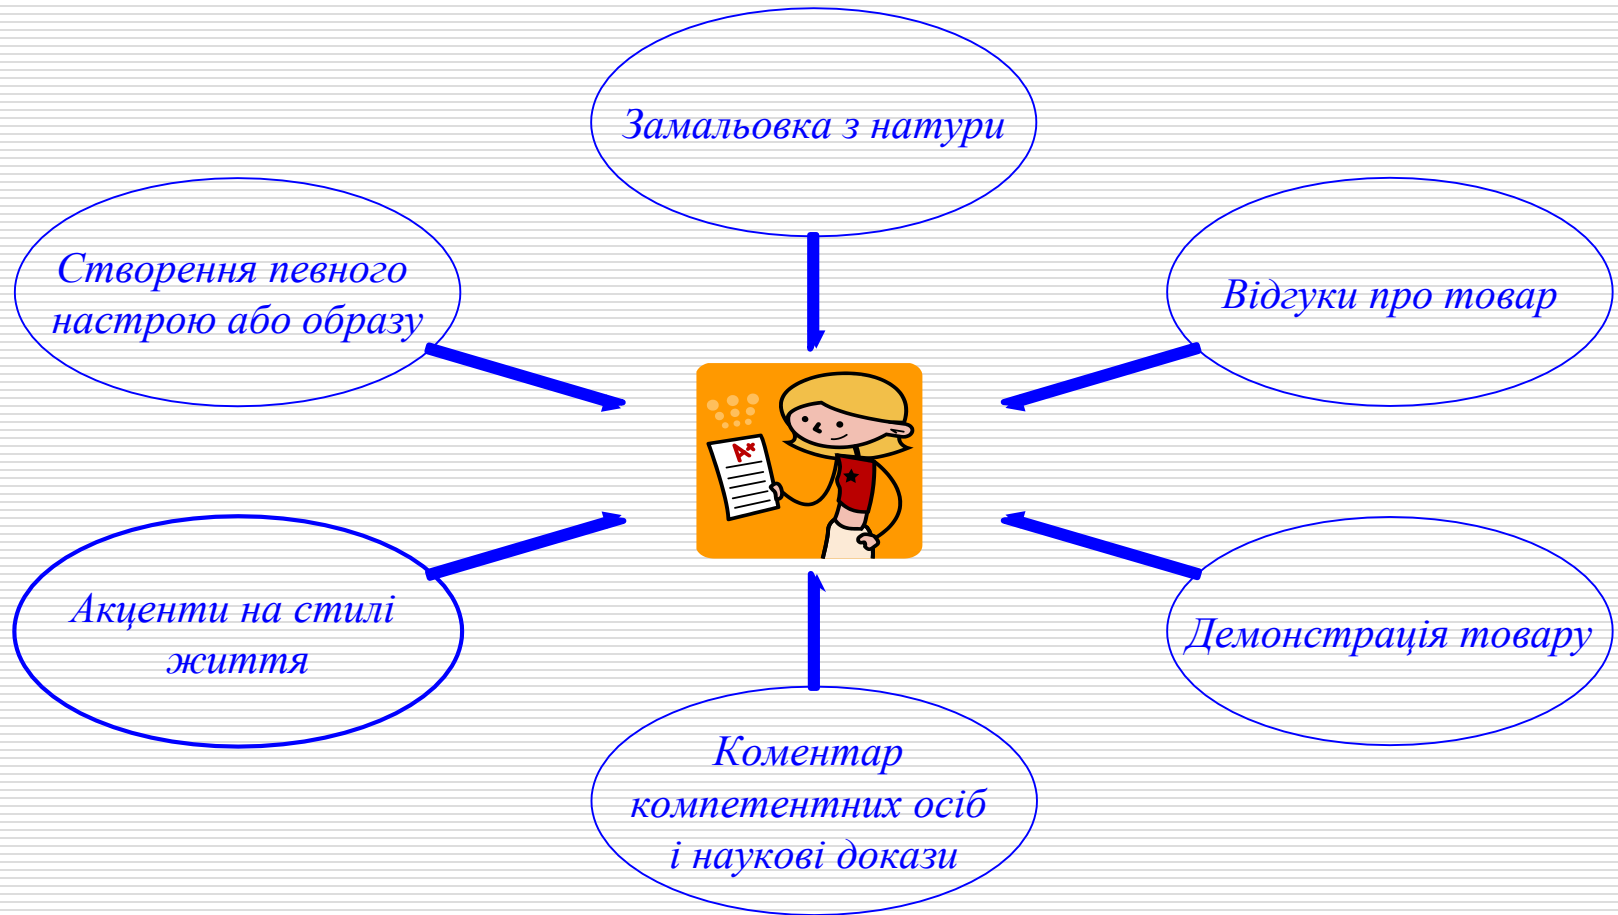 Замальовка з натури
Створення певного
настрою або образу
Відгуки про товар
A+
Акценти на стилі
життя
Демонстрація товару
Коментар
компетентних осіб
і наукові докази